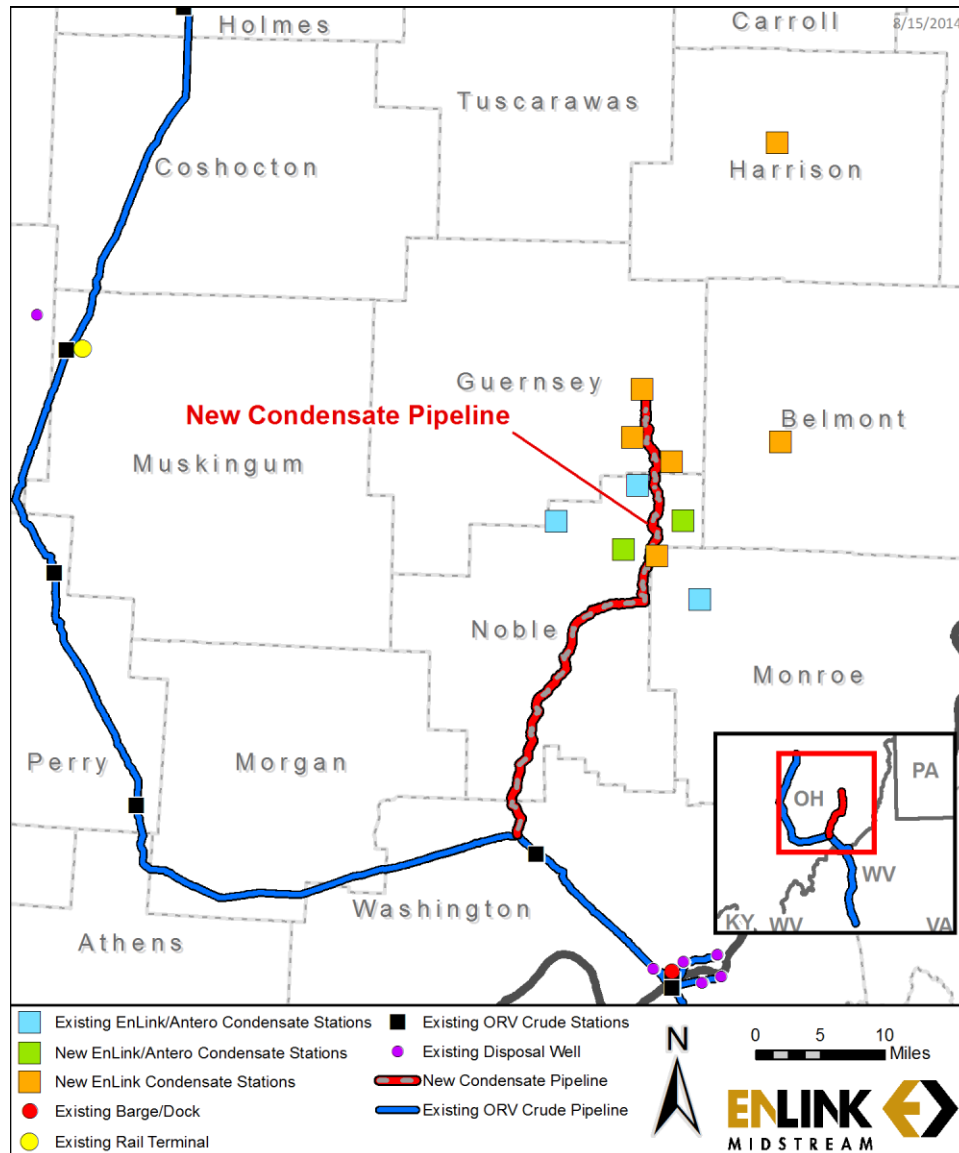 Holmes
Carroll
8/15/2014
Tuscarawas
Coshocton
Harrison
Guernsey
New Condensate Pipeline
Belmont
Muskingum
Noble
Monroe
Perry
Morgan
PA
OH
WV
KY
WV
VA
Washington
Athens
Existing EnLink/Antero Condensate Stations
New EnLink/Antero Condensate Stations
New EnLink Condensate Stations
Existing Barge/Dock
Existing Rail Terminal
Existing ORV Crude Stations
Existing Disposal Well
New Condensate Pipeline
Existing ORV Crude Pipeline
N
0 5 10
Miles
ENLINK
MIDSTREAM